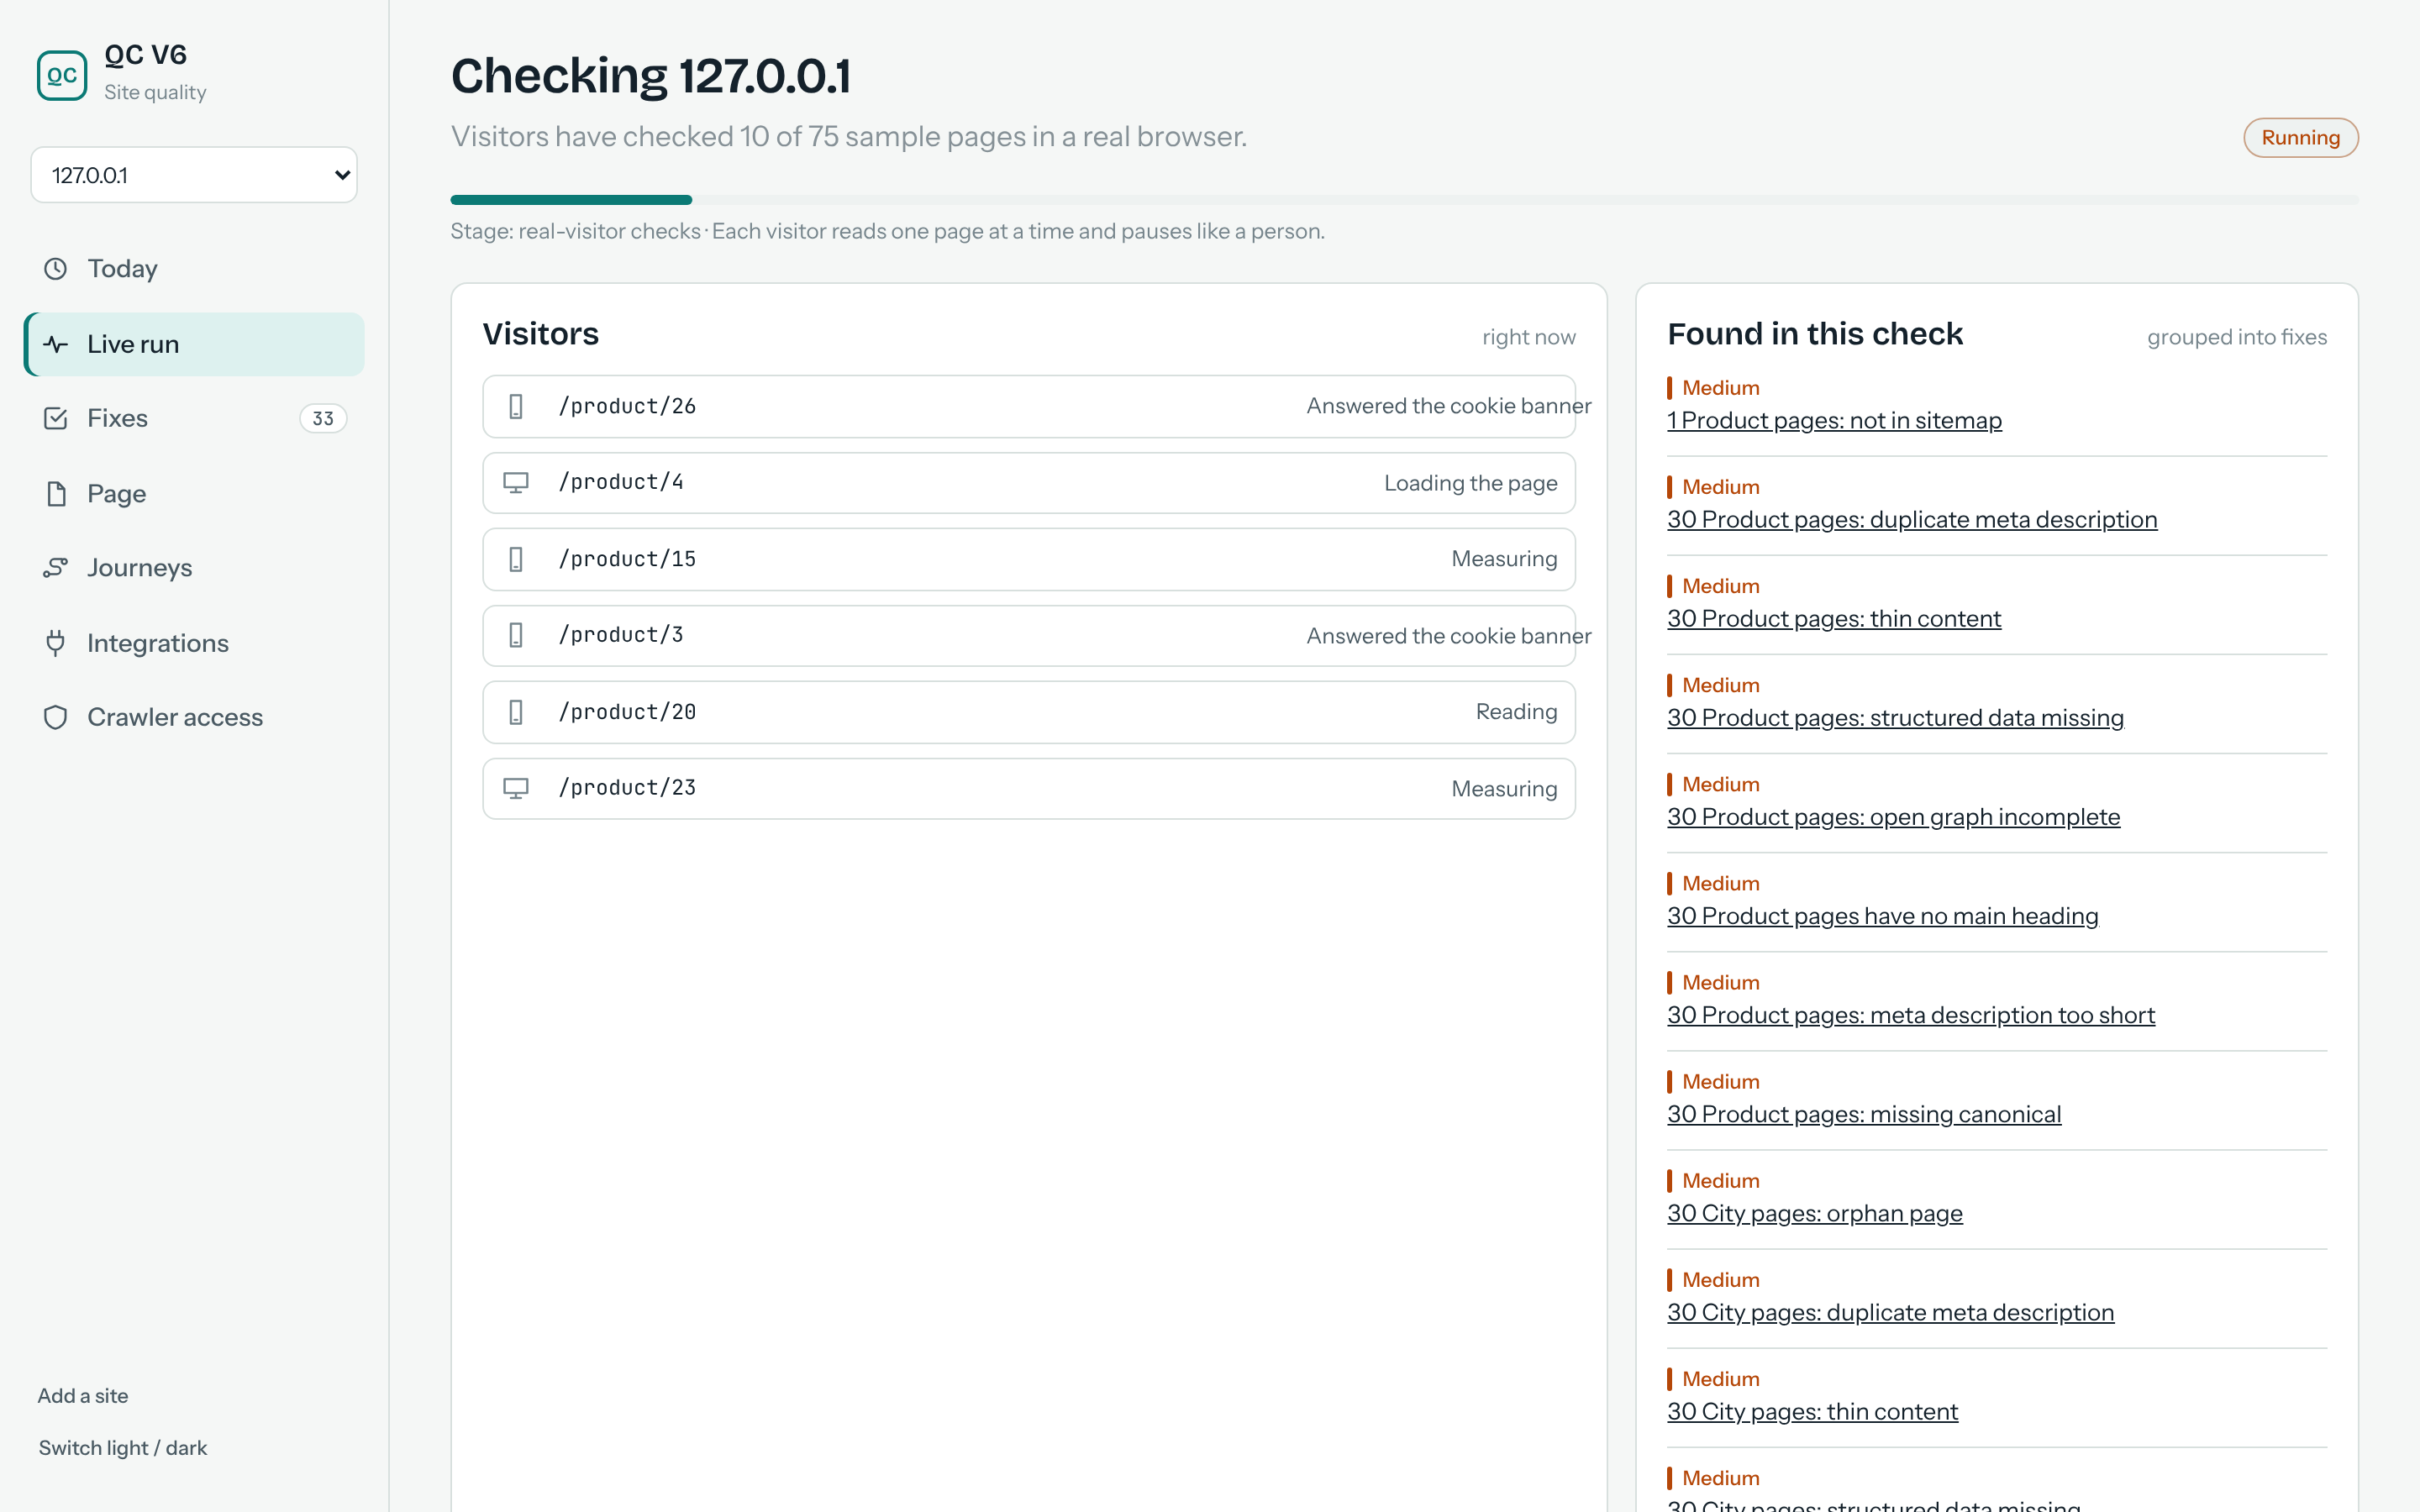 QC
QC V6
Site quality
127.0.0.1
Today
Live run
Fixes
33
Page
Journeys
Integrations
Crawler access
Add a site
Switch light / dark
Checking 127.0.0.1
Visitors have checked 10 of 75 sample pages in a real browser.
Running
Stage: real-visitor checks · Each visitor reads one page at a time and pauses like a person.
Visitors
right now
/product/26
Answered the cookie banner
/product/4
Loading the page
/product/15
Measuring
/product/3
Answered the cookie banner
/product/20
Reading
/product/23
Measuring
Found in this check
grouped into fixes
Medium
1 Product pages: not in sitemap
Medium
30 Product pages: duplicate meta description
Medium
30 Product pages: thin content
Medium
30 Product pages: structured data missing
Medium
30 Product pages: open graph incomplete
Medium
30 Product pages have no main heading
Medium
30 Product pages: meta description too short
Medium
30 Product pages: missing canonical
Medium
30 City pages: orphan page
Medium
30 City pages: duplicate meta description
Medium
30 City pages: thin content
Medium
30 City pages: structured data missing